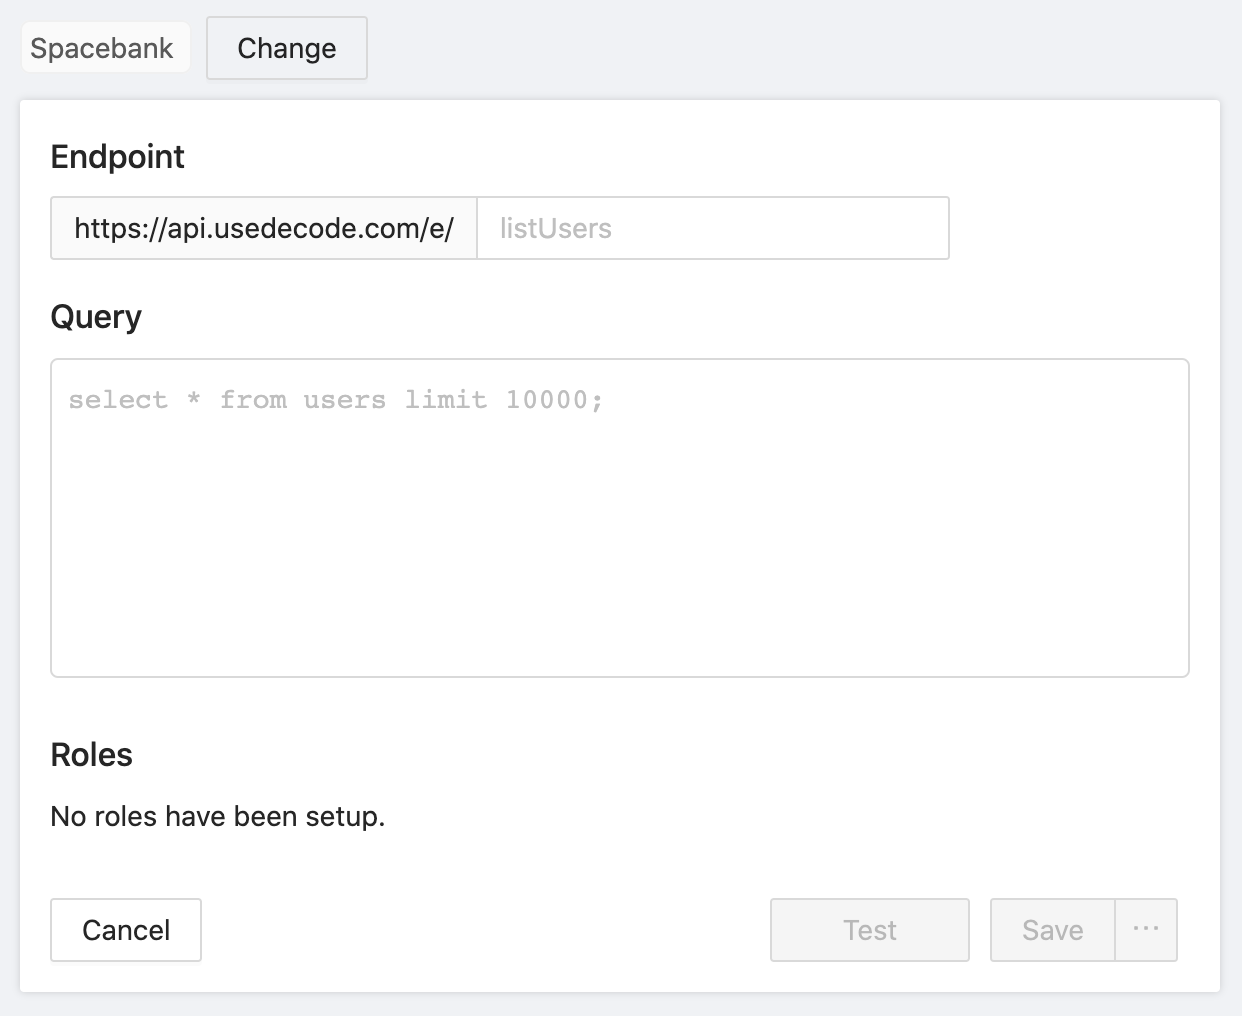 Spacebank Change
Endpoint
https://api.usedecode.com/e/ listUsers
Query
select * from users limit 10000;
Roles
No roles have been setup.
Cancel Test Save ···